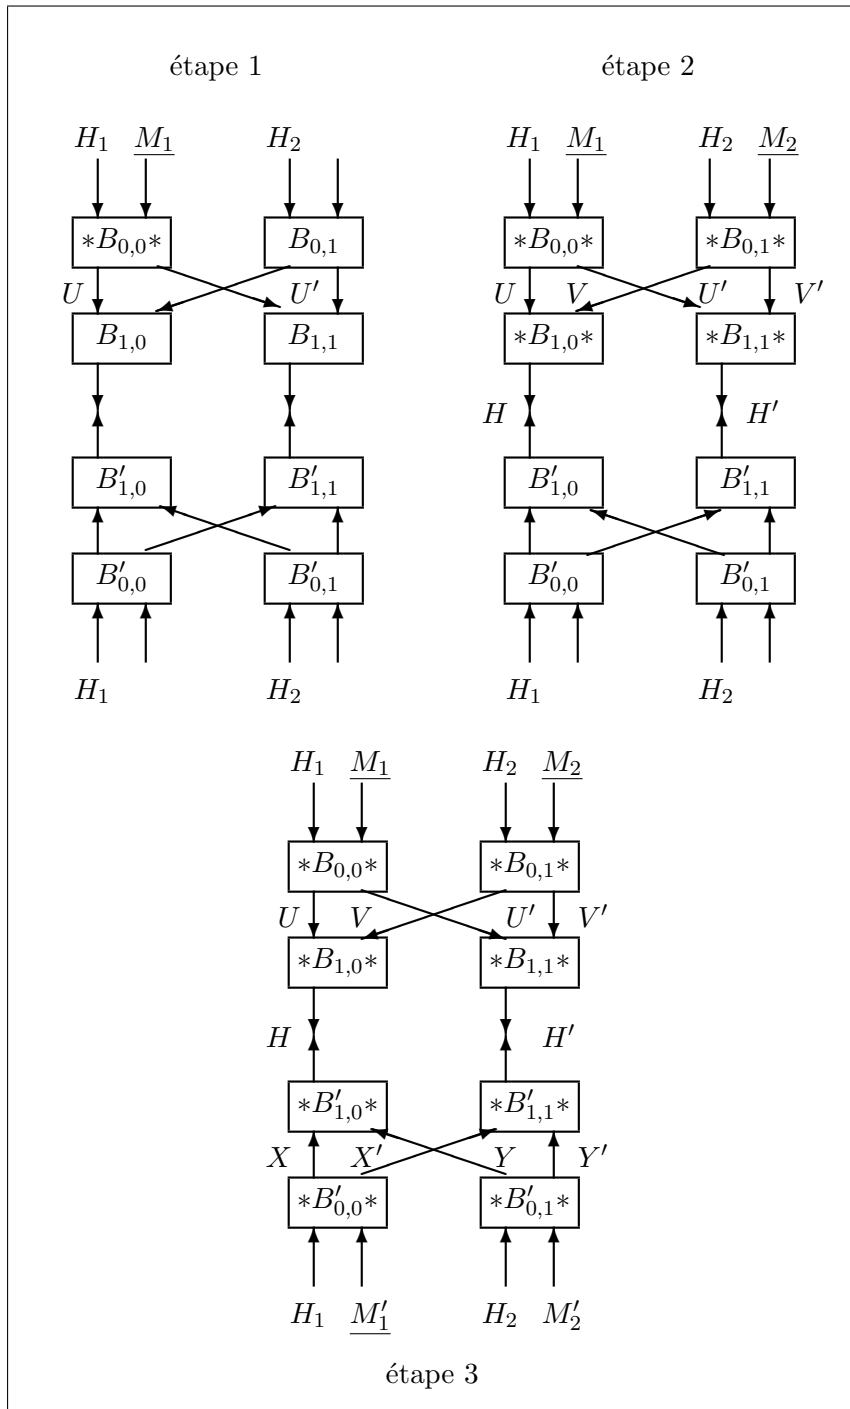 étape 1 étape 2
H₁ M₁ H₂ H₁ M₁ H₂ M₂
*B₀,₀* B₀,₁ *B₀,₀* *B₀,₁*
U U′ U V U′ V′
B₁,₀ B₁,₁ *B₁,₀* *B₁,₁*
H H′
B′₁,₀ B′₁,₁ B′₁,₀ B′₁,₁
B′₀,₀ B′₀,₁ B′₀,₀ B′₀,₁
H₁ H₂ H₁ H₂
H₁ M₁ H₂ M₂
*B₀,₀* *B₀,₁*
U V U′ V′
*B₁,₀* *B₁,₁*
H H′
*B′₁,₀* *B′₁,₁*
X X′ Y Y′
*B′₀,₀* *B′₀,₁*
H₁ M′₁ H₂ M′₂
étape 3